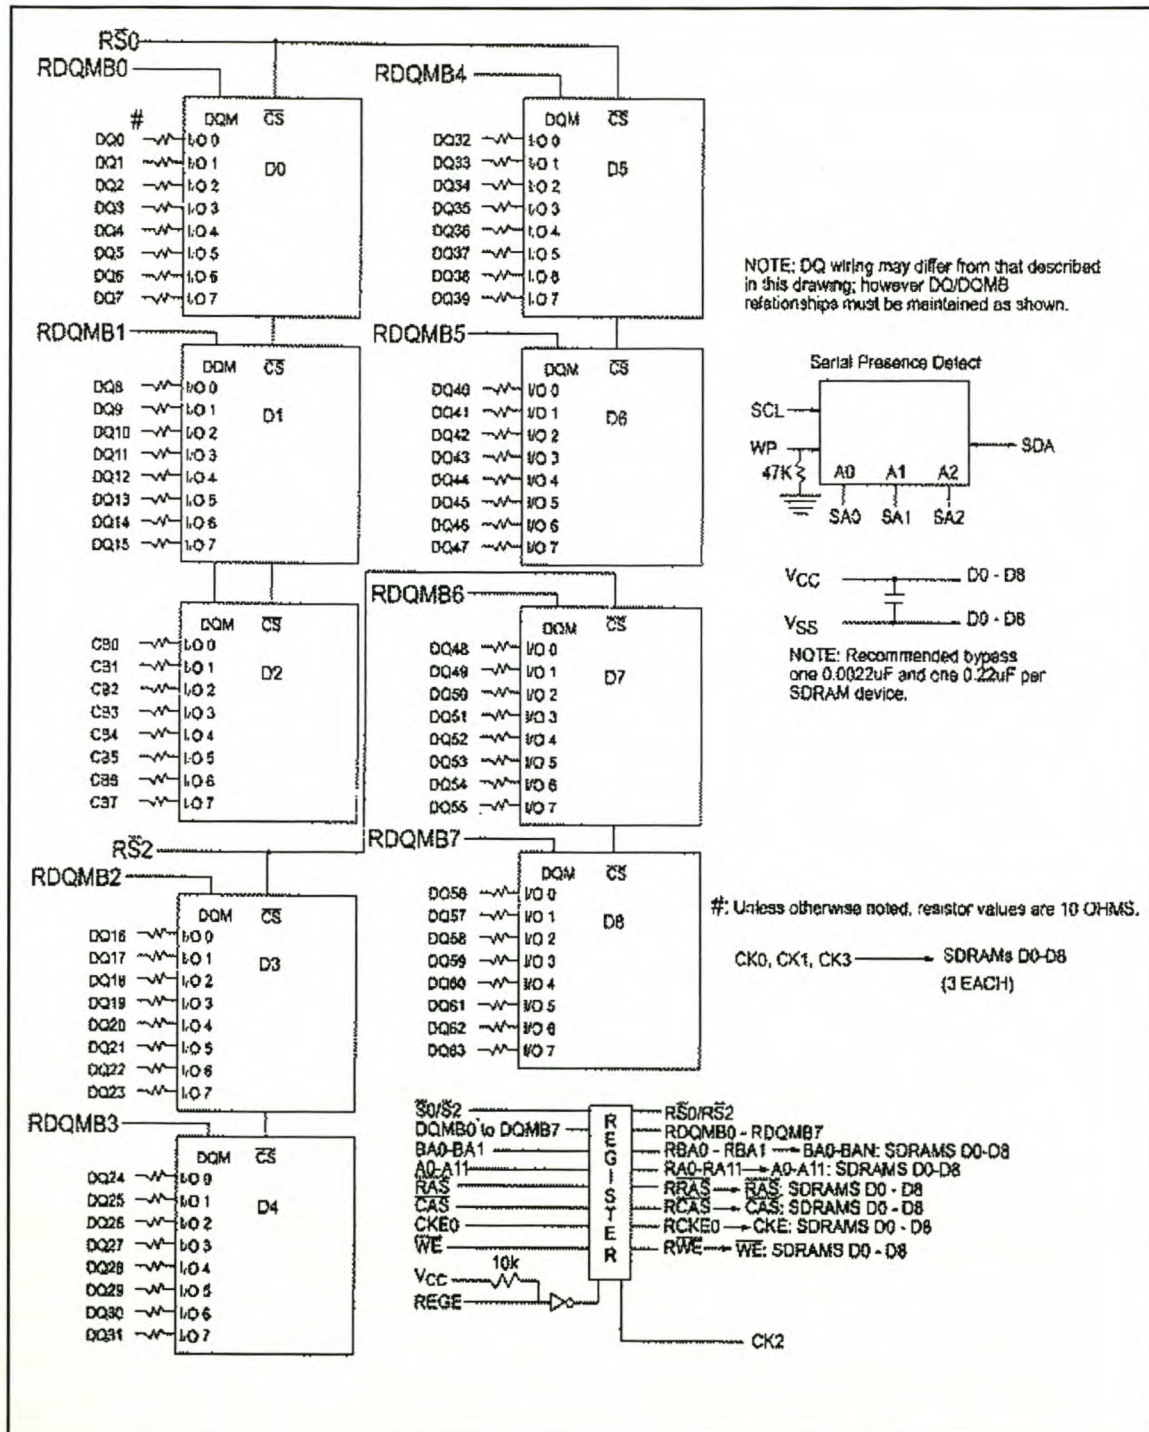 RS0
RDQMB0
#
DQM CS
D0
DQ0 I/O 0
DQ1 I/O 1
DQ2 I/O 2
DQ3 I/O 3
DQ4 I/O 4
DQ5 I/O 5
DQ6 I/O 6
DQ7 I/O 7
RDQMB1
DQM CS
D1
DQ8 I/O 0
DQ9 I/O 1
DQ10 I/O 2
DQ11 I/O 3
DQ12 I/O 4
DQ13 I/O 5
DQ14 I/O 6
DQ15 I/O 7
DQM CS
D2
CB0 I/O 0
CB1 I/O 1
CB2 I/O 2
CB3 I/O 3
CB4 I/O 4
CB5 I/O 5
CB6 I/O 6
CB7 I/O 7
RS2
RDQMB2
DQM CS
D3
DQ16 I/O 0
DQ17 I/O 1
DQ18 I/O 2
DQ19 I/O 3
DQ20 I/O 4
DQ21 I/O 5
DQ22 I/O 6
DQ23 I/O 7
RDQMB3
DQM CS
D4
DQ24 I/O 0
DQ25 I/O 1
DQ26 I/O 2
DQ27 I/O 3
DQ28 I/O 4
DQ29 I/O 5
DQ30 I/O 6
DQ31 I/O 7
RDQMB4
DQM CS
D5
DQ32 I/O 0
DQ33 I/O 1
DQ34 I/O 2
DQ35 I/O 3
DQ36 I/O 4
DQ37 I/O 5
DQ38 I/O 6
DQ39 I/O 7
RDQMB5
DQM CS
D6
DQ40 I/O 0
DQ41 I/O 1
DQ42 I/O 2
DQ43 I/O 3
DQ44 I/O 4
DQ45 I/O 5
DQ46 I/O 6
DQ47 I/O 7
RDQMB6
DQM CS
D7
DQ48 I/O 0
DQ49 I/O 1
DQ50 I/O 2
DQ51 I/O 3
DQ52 I/O 4
DQ53 I/O 5
DQ54 I/O 6
DQ55 I/O 7
RDQMB7
DQM CS
D8
DQ56 I/O 0
DQ57 I/O 1
DQ58 I/O 2
DQ59 I/O 3
DQ60 I/O 4
DQ61 I/O 5
DQ62 I/O 6
DQ63 I/O 7
NOTE: DQ wiring may differ from that described
in this drawing; however DQ/DQMB
relationships must be maintained as shown.
Serial Presence Detect
SCL
WP
47K
A0 A1 A2
SA0 SA1 SA2
SDA
VCC D0 - D8
VSS D0 - D8
NOTE: Recommended bypass
one 0.0022uF and one 0.22uF per
SDRAM device.
#: Unless otherwise noted, resistor values are 10 OHMS.
CK0, CK1, CK3 SDRAMs D0-D8
(3 EACH)
REGISTER
S0/S2 RS0/RS2
DQMB0 to DQMB7 RDQMB0 - RDQMB7
BA0-BA1 RBA0 - RBA1 BA0-BAN: SDRAMS D0-D8
A0-A11 RA0-RA11 A0-A11: SDRAMS D0-D8
RAS RRAS RAS: SDRAMS D0 - D8
CAS RCAS CAS: SDRAMS D0 - D8
CKE0 RCKE0 CKE: SDRAMS D0 - D8
WE RWE WE: SDRAMS D0 - D8
10k
VCC
REGE
CK2